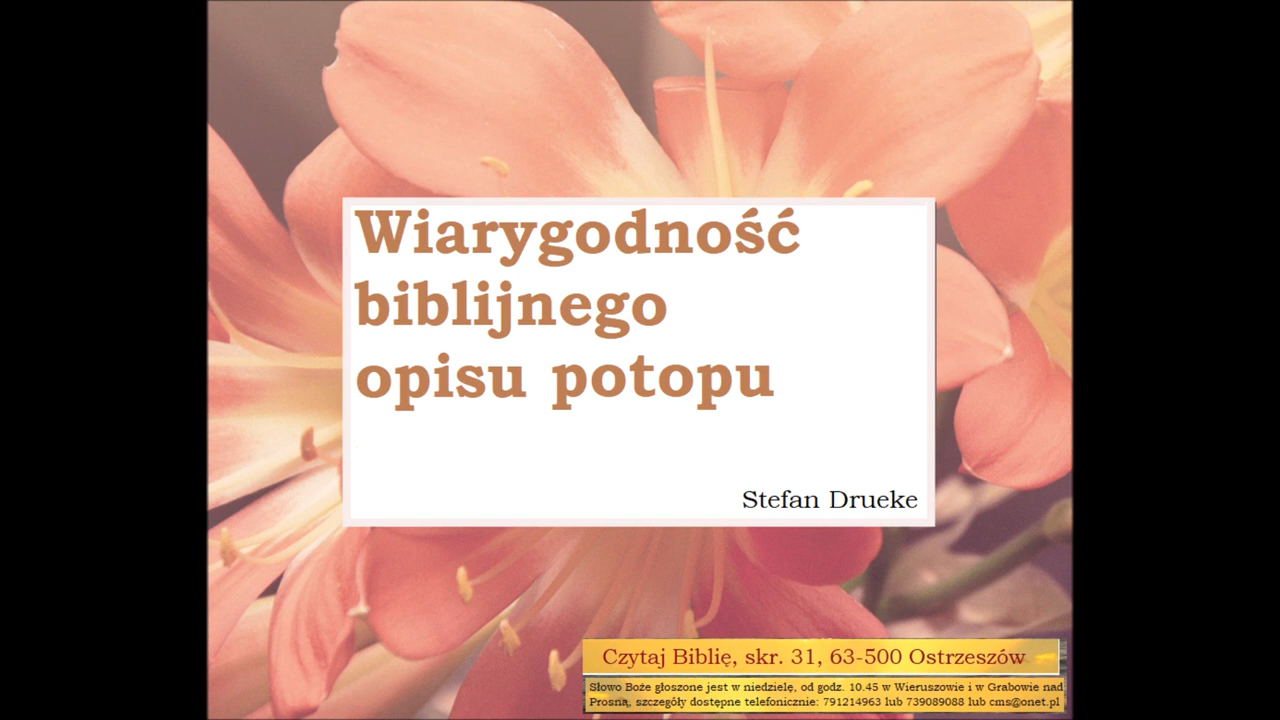 Wiarygodność
biblijnego
opisu potopu
Stefan Drueke
Czytaj Biblię, skr. 31, 63-500 Ostrzeszów
Słowo Boże głoszone jest w niedzielę, od godz. 10.45 w Wieruszowie i w Grabowie nad
Prosną, szczegóły dostępne telefonicznie: 791214963 lub 739089088 lub cms@onet.pl